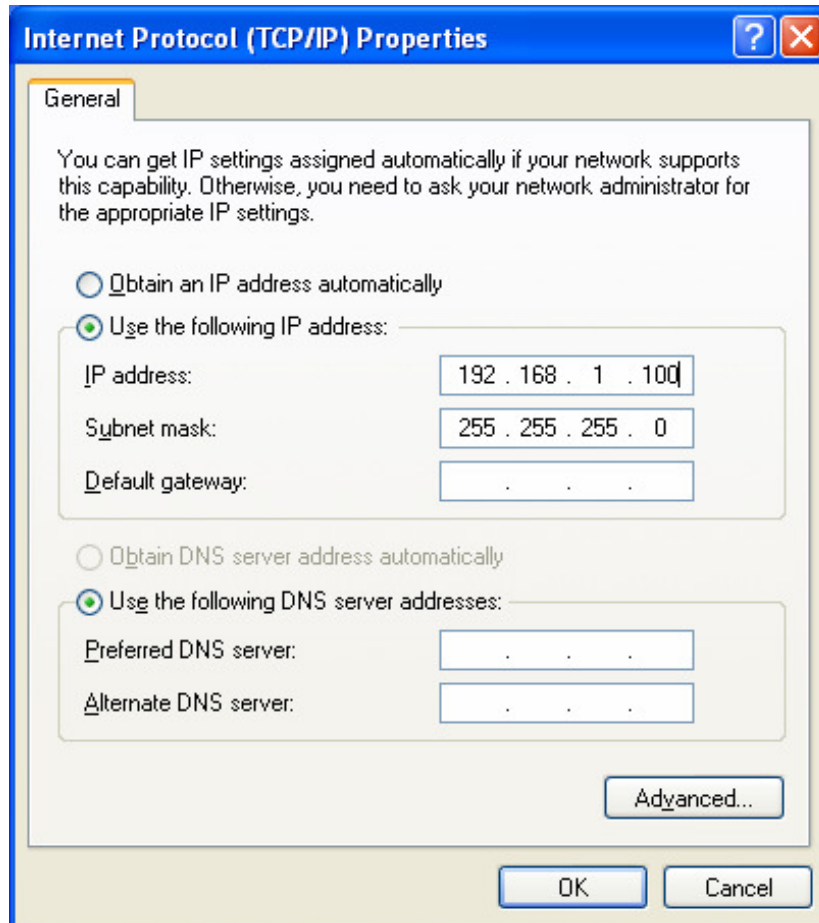 Internet Protocol (TCP/IP) Properties
General
You can get IP settings assigned automatically if your network supports
this capability. Otherwise, you need to ask your network administrator for
the appropriate IP settings.
Obtain an IP address automatically
Use the following IP address:
IP address: 192 . 168 . 1 . 100
Subnet mask: 255 . 255 . 255 . 0
Default gateway: . . .
Obtain DNS server address automatically
Use the following DNS server addresses:
Preferred DNS server: . . .
Alternate DNS server: . . .
Advanced...
OK Cancel